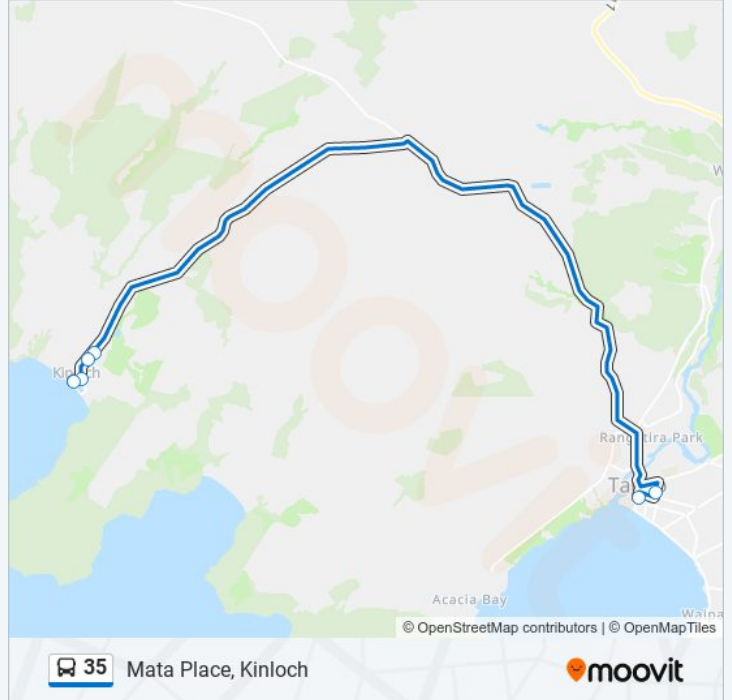 Kinloch
Rangatira Park
Taupo
Acacia Bay
© OpenStreetMap contributors | © OpenMapTiles
35 Mata Place, Kinloch
moovit